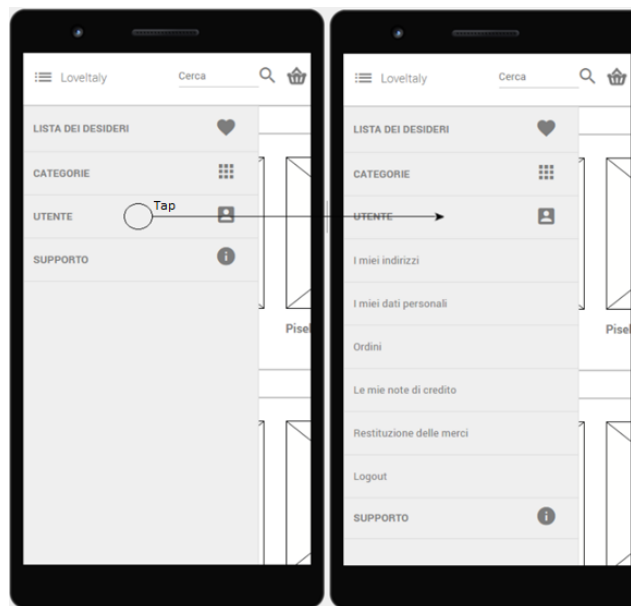 LoveItaly
Cerca
LISTA DEI DESIDERI
CATEGORIE
UTENTE
Tap
SUPPORTO
Pisel
LoveItaly
Cerca
LISTA DEI DESIDERI
CATEGORIE
UTENTE
I miei indirizzi
I miei dati personali
Ordini
Le mie note di credito
Restituzione delle merci
Logout
SUPPORTO
Pisel